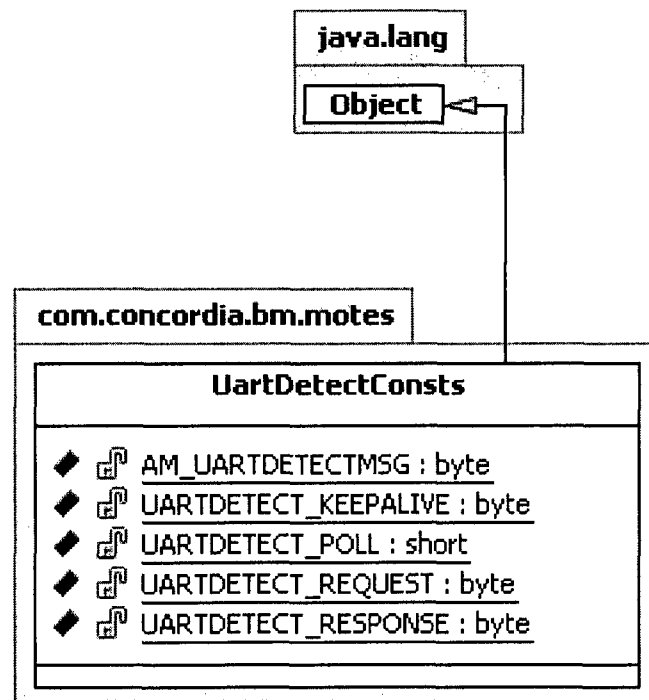 java.lang
Object
com.concordia.bm.motes
UartDetectConsts
AM_UARTDETECTMSG : byte
UARTDETECT_KEEPALIVE : byte
UARTDETECT_POLL : short
UARTDETECT_REQUEST : byte
UARTDETECT_RESPONSE : byte